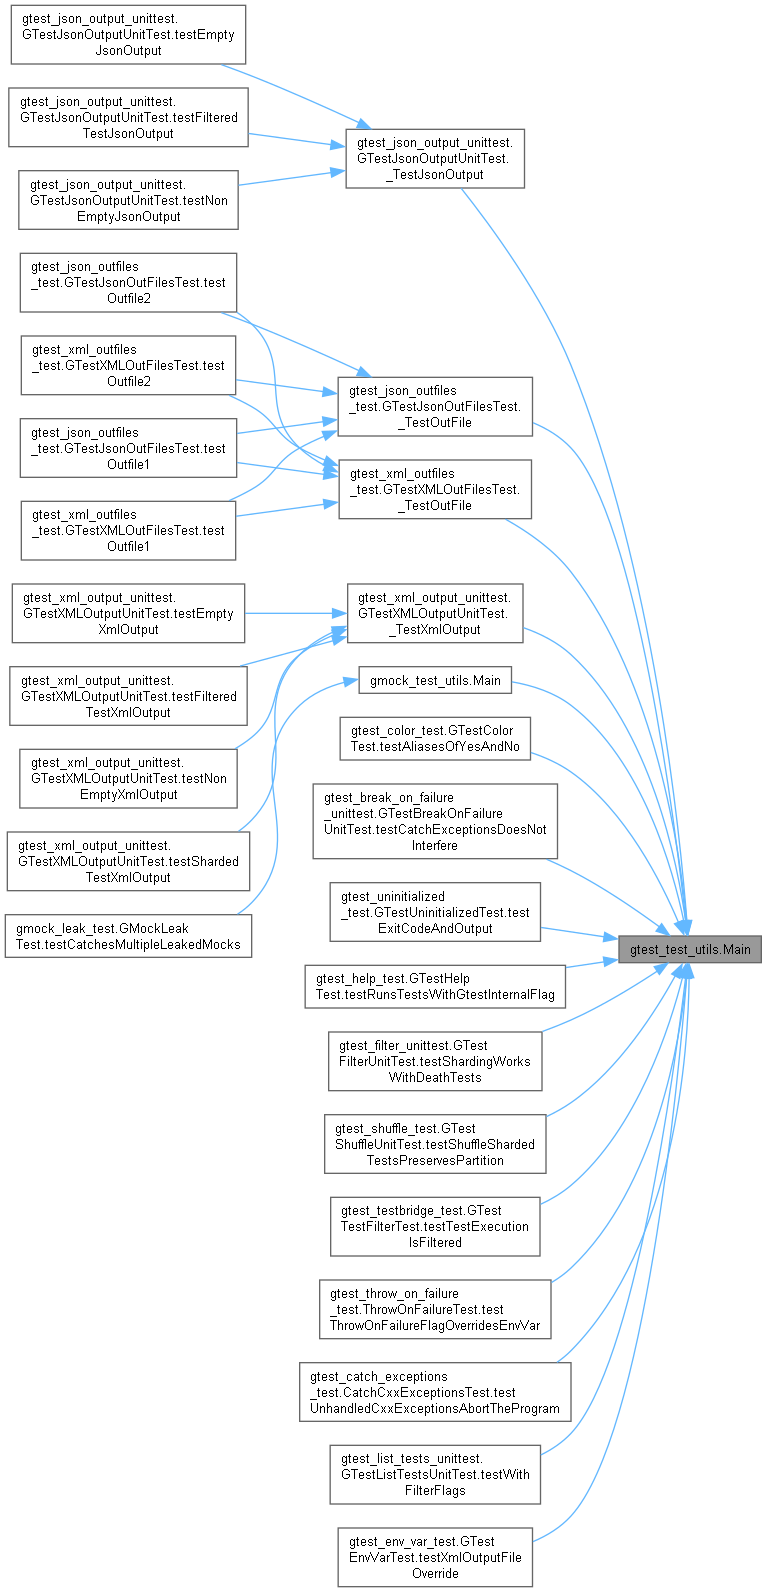 gtest_json_output_unittest.
GTestJsonOutputUnitTest.testEmpty
JsonOutput
gtest_json_output_unittest.
GTestJsonOutputUnitTest.testFiltered
TestJsonOutput
gtest_json_output_unittest.
GTestJsonOutputUnitTest.testNon
EmptyJsonOutput
gtest_json_outfiles
_test.GTestJsonOutFilesTest.test
Outfile2
gtest_xml_outfiles
_test.GTestXMLOutFilesTest.test
Outfile2
gtest_json_outfiles
_test.GTestJsonOutFilesTest.test
Outfile1
gtest_xml_outfiles
_test.GTestXMLOutFilesTest.test
Outfile1
gtest_xml_output_unittest.
GTestXMLOutputUnitTest.testEmpty
XmlOutput
gtest_xml_output_unittest.
GTestXMLOutputUnitTest.testFiltered
TestXmlOutput
gtest_xml_output_unittest.
GTestXMLOutputUnitTest.testNon
EmptyXmlOutput
gtest_xml_output_unittest.
GTestXMLOutputUnitTest.testSharded
TestXmlOutput
gmock_leak_test.GMockLeak
Test.testCatchesMultipleLeakedMocks
gtest_json_output_unittest.
GTestJsonOutputUnitTest.
_TestJsonOutput
gtest_json_outfiles
_test.GTestJsonOutFilesTest.
_TestOutFile
gtest_xml_outfiles
_test.GTestXMLOutFilesTest.
_TestOutFile
gtest_xml_output_unittest.
GTestXMLOutputUnitTest.
_TestXmlOutput
gmock_test_utils.Main
gtest_color_test.GTestColor
Test.testAliasesOfYesAndNo
gtest_break_on_failure
_unittest.GTestBreakOnFailure
UnitTest.testCatchExceptionsDoesNot
Interfere
gtest_uninitialized
_test.GTestUninitializedTest.test
ExitCodeAndOutput
gtest_help_test.GTestHelp
Test.testRunsTestsWithGtestInternalFlag
gtest_filter_unittest.GTest
FilterUnitTest.testShardingWorks
WithDeathTests
gtest_shuffle_test.GTest
ShuffleUnitTest.testShuffleSharded
TestsPreservesPartition
gtest_testbridge_test.GTest
TestFilterTest.testTestExecution
IsFiltered
gtest_throw_on_failure
_test.ThrowOnFailureTest.test
ThrowOnFailureFlagOverridesEnvVar
gtest_catch_exceptions
_test.CatchCxxExceptionsTest.test
UnhandledCxxExceptionsAbortTheProgram
gtest_list_tests_unittest.
GTestListTestsUnitTest.testWith
FilterFlags
gtest_env_var_test.GTest
EnvVarTest.testXmlOutputFile
Override
gtest_test_utils.Main